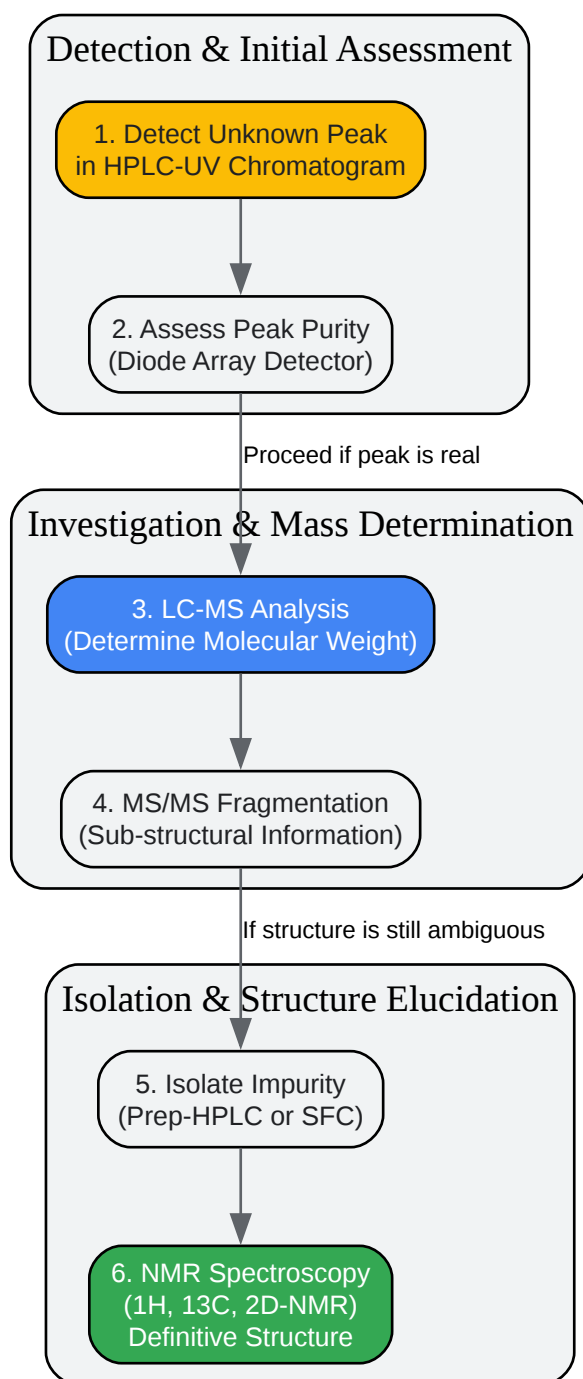 Detection & Initial Assessment
1. Detect Unknown Peak
in HPLC-UV Chromatogram
2. Assess Peak Purity
(Diode Array Detector)
Proceed if peak is real
Investigation & Mass Determination
3. LC-MS Analysis
(Determine Molecular Weight)
4. MS/MS Fragmentation
(Sub-structural Information)
If structure is still ambiguous
Isolation & Structure Elucidation
5. Isolate Impurity
(Prep-HPLC or SFC)
6. NMR Spectroscopy
(1H, 13C, 2D-NMR)
Definitive Structure